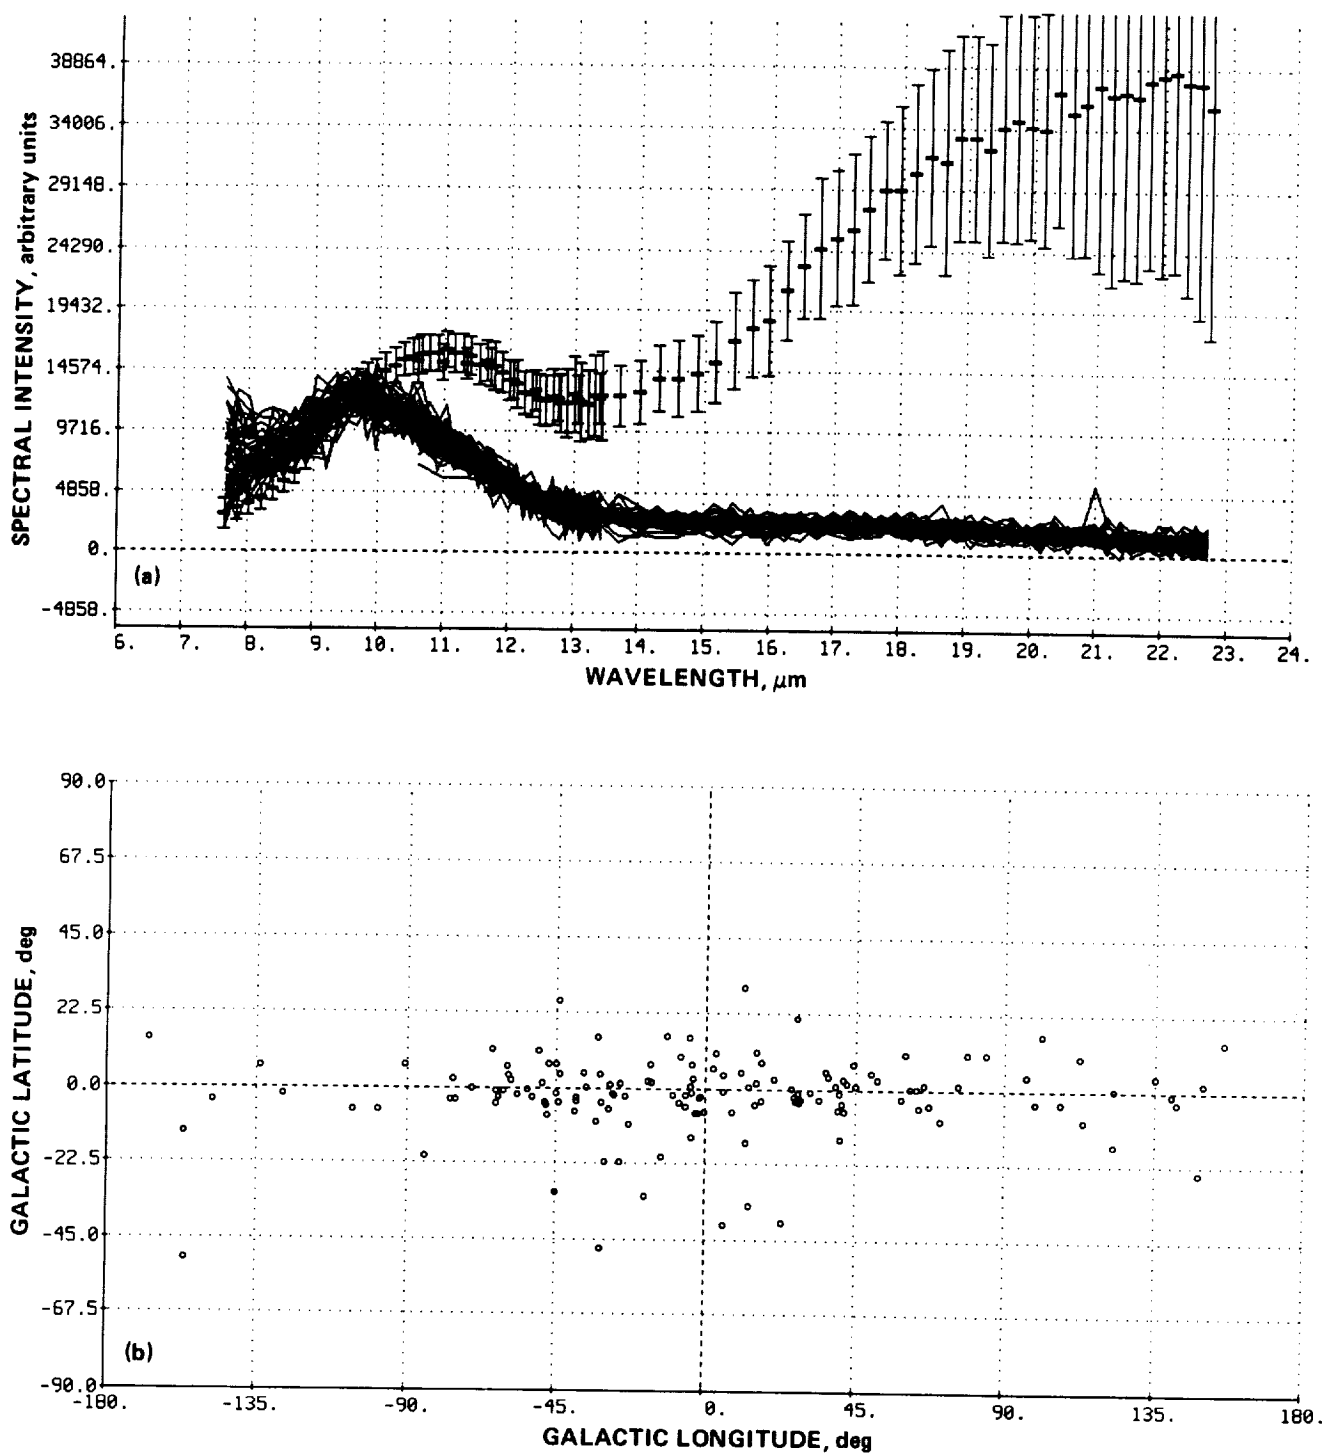 38864.
34006.
29148.
24290.
19432.
14574.
9716.
4858.
0.
-4858.
SPECTRAL INTENSITY, arbitrary units
(a)
6. 7. 8. 9. 10. 11. 12. 13. 14. 15. 16. 17. 18. 19. 20. 21. 22. 23. 24.
WAVELENGTH, μm
90.0
67.5
45.0
22.5
0.0
-22.5
-45.0
-67.5
-90.0
GALACTIC LATITUDE, deg
(b)
-180. -135. -90. -45. 0. 45. 90. 135. 180.
GALACTIC LONGITUDE, deg